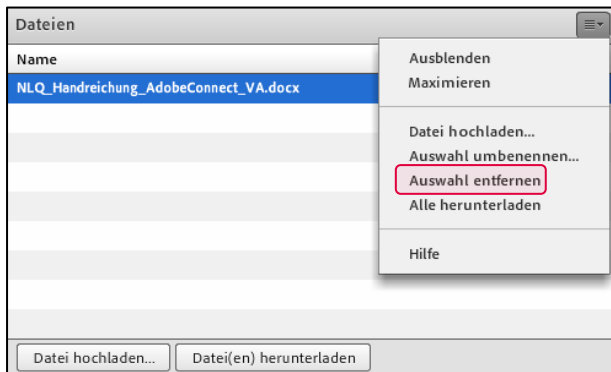 Dateien
Name
NLQ_Handreichung_AdobeConnect_VA.docx
Ausblenden
Maximieren
Datei hochladen...
Auswahl umbenennen...
Auswahl entfernen
Alle herunterladen
Hilfe
Datei hochladen... Datei(en) herunterladen